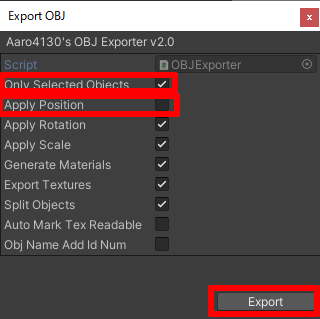 Export OBJ
x
Aaro4130's OBJ Exporter v2.0
Script OBJExporter
Only Selected Objects
Apply Position
Apply Rotation
Apply Scale
Generate Materials
Export Textures
Split Objects
Auto Mark Tex Readable
Obj Name Add Id Num
Export